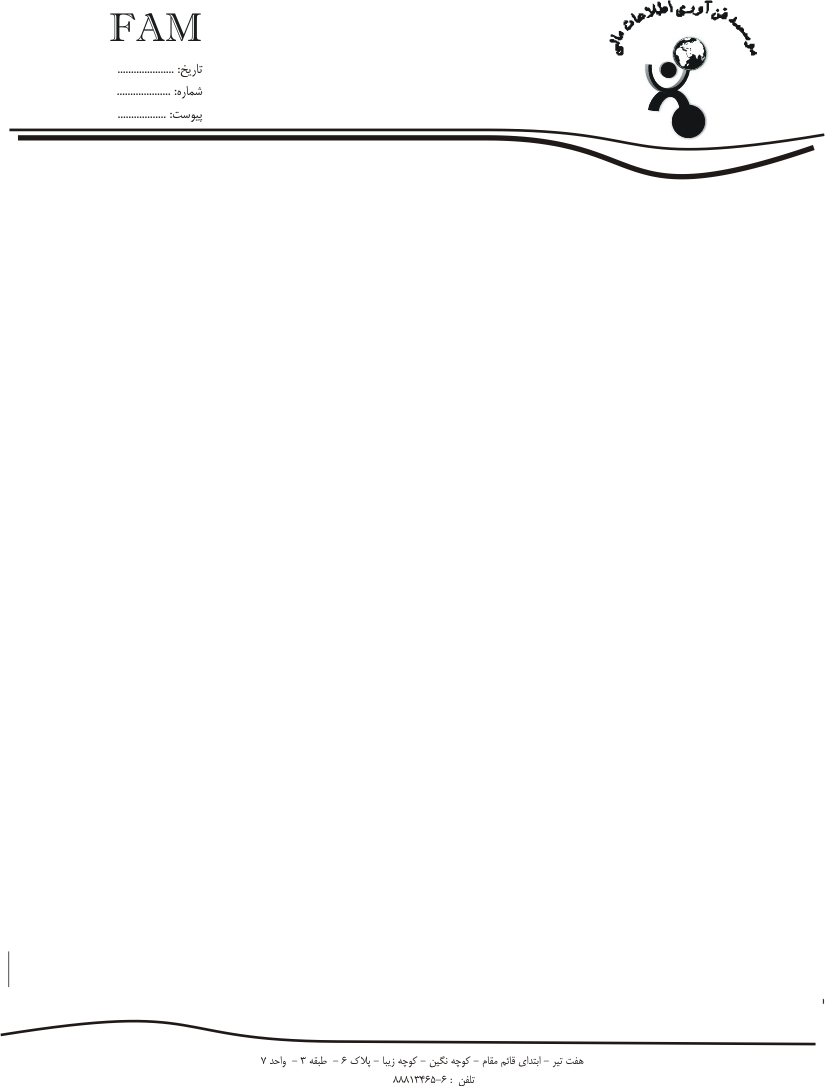 موسسه فن آوری اطلاعات مالی
FAM
تاریخ: .....................
شماره: ....................
پیوست: ..................
هفت تیر – ابتدای قائم مقام – کوچه نگین – کوچه زیبا – پلاک ۶ – طبقه ۳ – واحد ۷
تلفن : ۶–۸۸۸۱۳۴۶۵